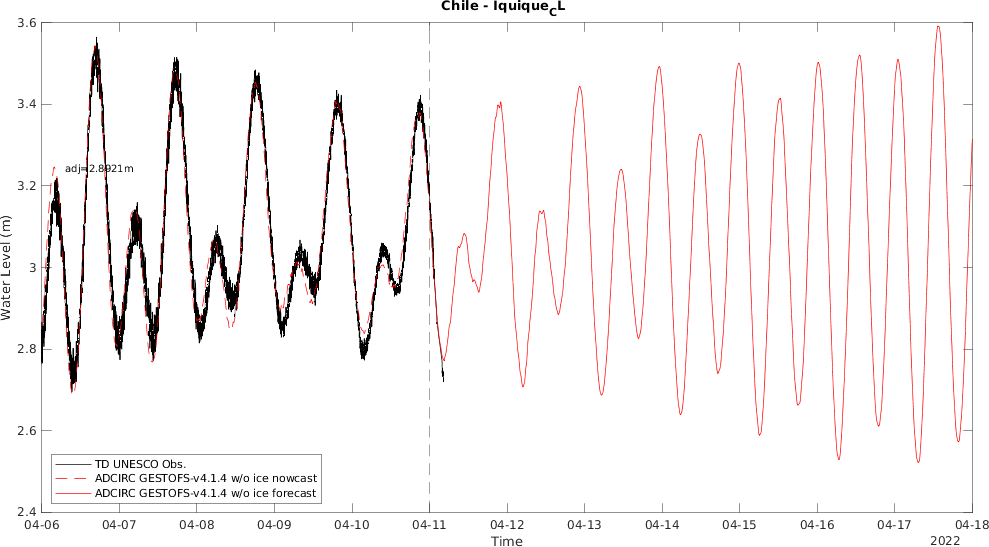 Chile - Iquique_CL
3.6
3.4
3.2
3
2.8
2.6
2.4
Water Level (m)
adj=2.8921m
TD UNESCO Obs.
ADCIRC GESTOFS-v4.1.4 w/o ice nowcast
ADCIRC GESTOFS-v4.1.4 w/o ice forecast
04-06 04-07 04-08 04-09 04-10 04-11 04-12 04-13 04-14 04-15 04-16 04-17 04-18
Time
2022